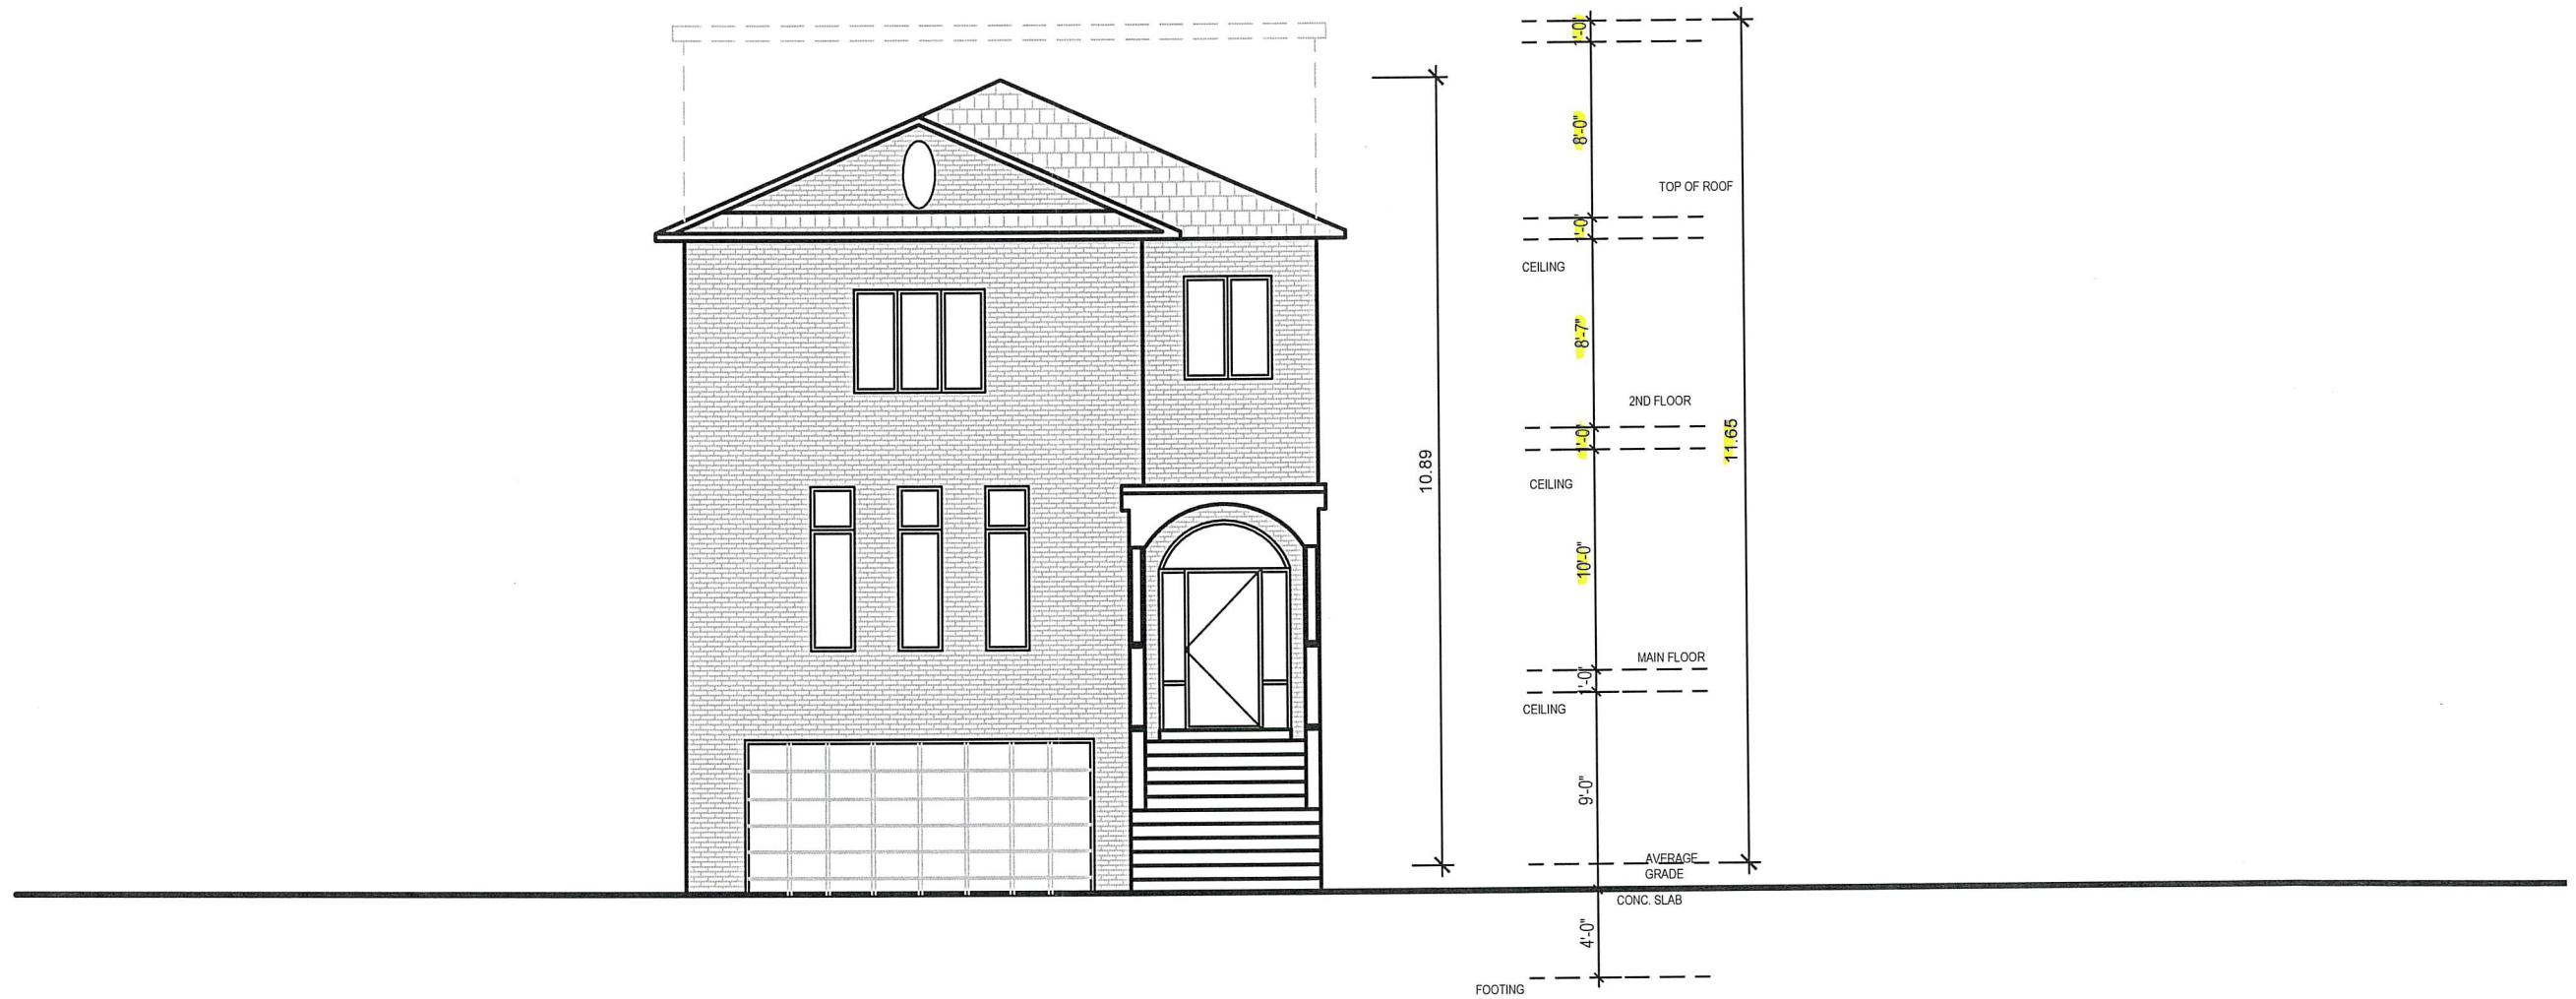 1'-0"
8'-0"
TOP OF ROOF
1'-0"
CEILING
8'-7"
2ND FLOOR
1'-0"
11.65
10.89
CEILING
10'-0"
MAIN FLOOR
1'-0"
CEILING
9'-0"
AVERAGE
GRADE
CONC. SLAB
4'-0"
FOOTING